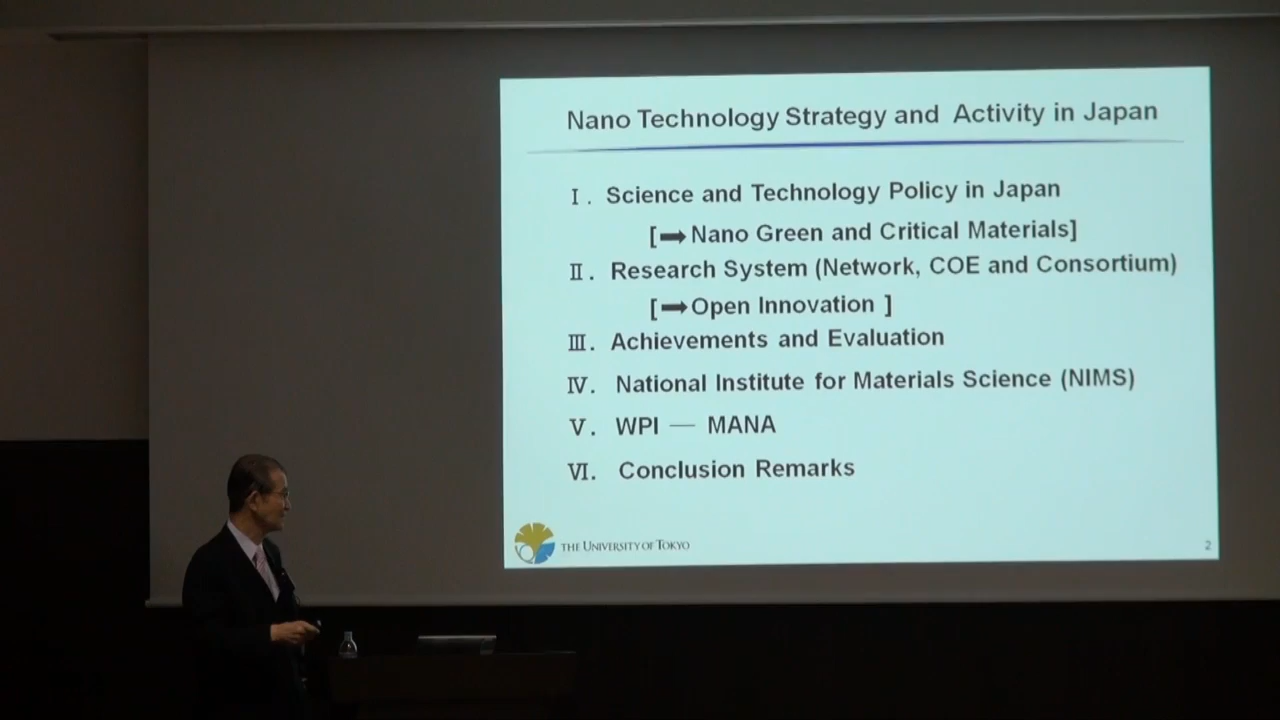 Nano Technology Strategy and Activity in Japan
Ⅰ. Science and Technology Policy in Japan
[➡Nano Green and Critical Materials]
Ⅱ. Research System (Network, COE and Consortium)
[➡Open Innovation ]
Ⅲ. Achievements and Evaluation
Ⅳ. National Institute for Materials Science (NIMS)
Ⅴ. WPI — MANA
Ⅵ. Conclusion Remarks
THE UNIVERSITY OF TOKYO
2